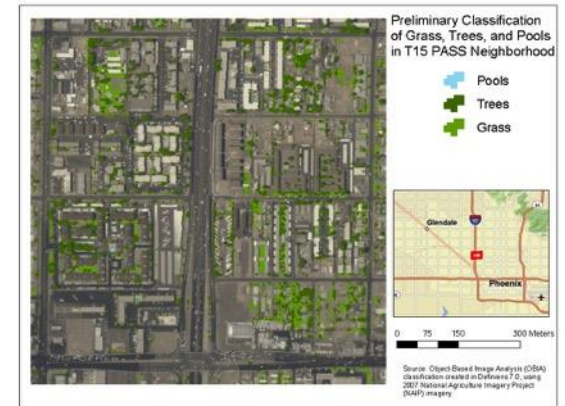 Preliminary Classification
of Grass, Trees, and Pools
in T15 PASS Neighborhood
Pools
Trees
Grass
Glendale
Phoenix
0 75 150 300 Meters
Source: Object-Based Image Analysis (OBIA)
classification created in Definiens 7.0, using
2007 National Agriculture Imagery Project
(NAIP) imagery